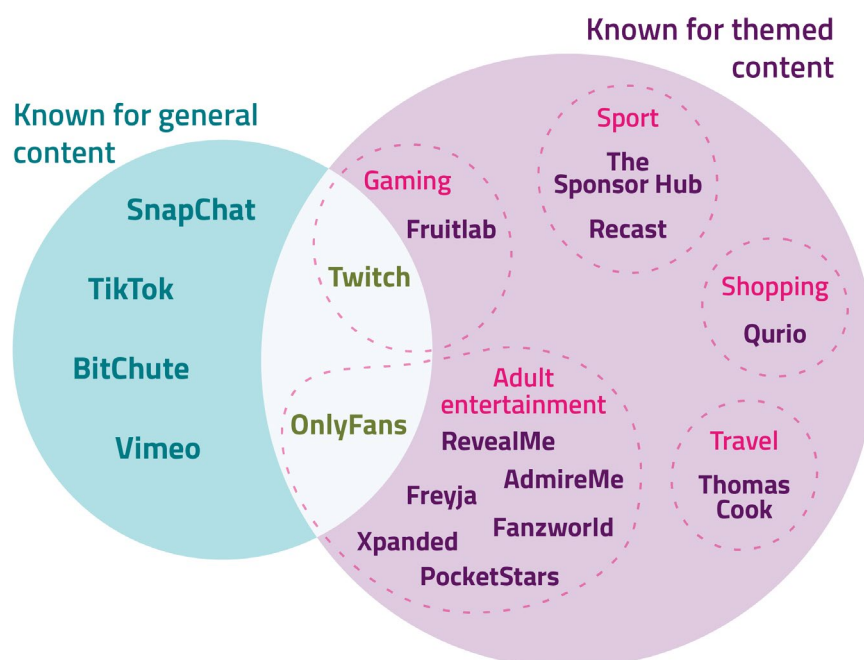 Known for themed
content
Known for general
content
SnapChat
TikTok
BitChute
Vimeo
Gaming
Fruitlab
Twitch
OnlyFans
Sport
The
Sponsor Hub
Recast
Shopping
Qurio
Adult
entertainment
RevealMe
AdmireMe
Freyja
Fanzworld
Xpanded
PocketStars
Travel
Thomas
Cook